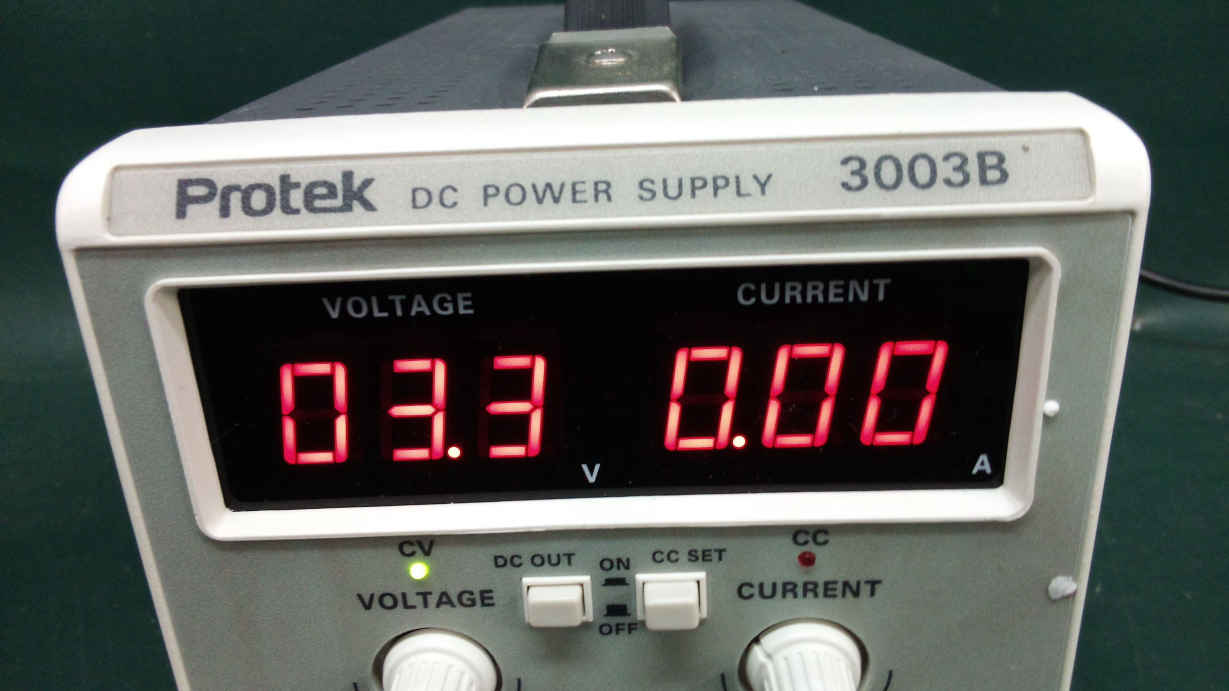 Protek DC POWER SUPPLY 3003B
VOLTAGE CURRENT
03.3 V 0.00 A
CV DC OUT ON CC SET CC
VOLTAGE OFF CURRENT